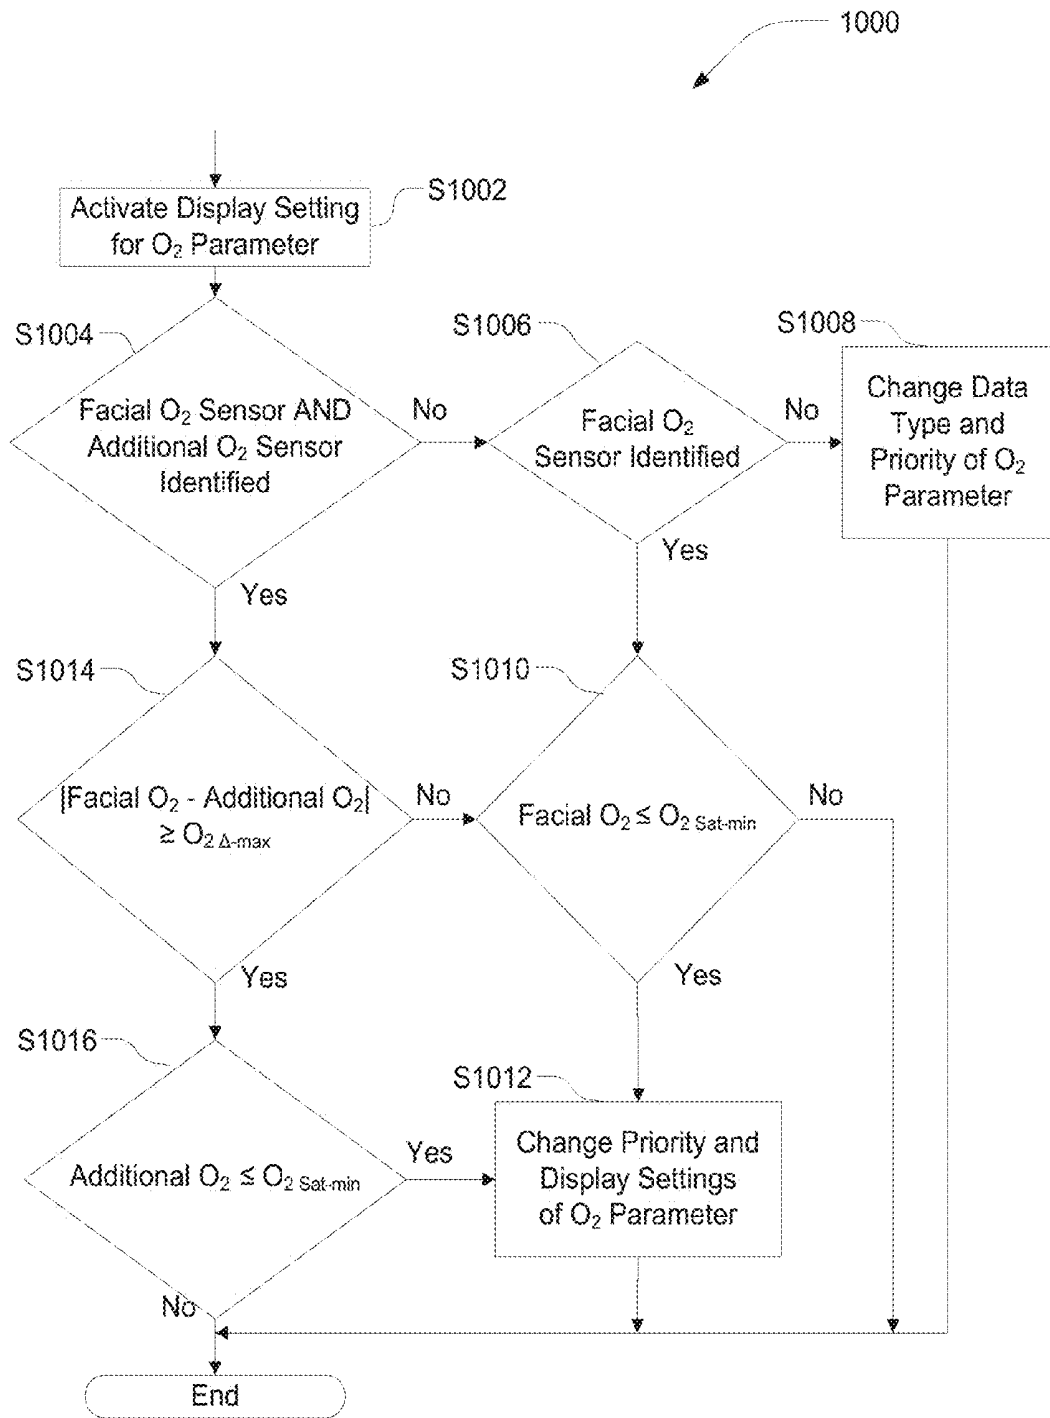 1000
S1002
Activate Display Setting
for O₂ Parameter
S1004
Facial O₂ Sensor AND
Additional O₂ Sensor
Identified
No
Yes
S1006
Facial O₂
Sensor Identified
No
Yes
S1008
Change Data
Type and
Priority of O₂
Parameter
S1014
|Facial O₂ - Additional O₂|
≥ O₂ Δ-max
No
Yes
S1010
Facial O₂ ≤ O₂ Sat-min
No
Yes
S1016
Additional O₂ ≤ O₂ Sat-min
Yes
No
S1012
Change Priority and
Display Settings
of O₂ Parameter
End